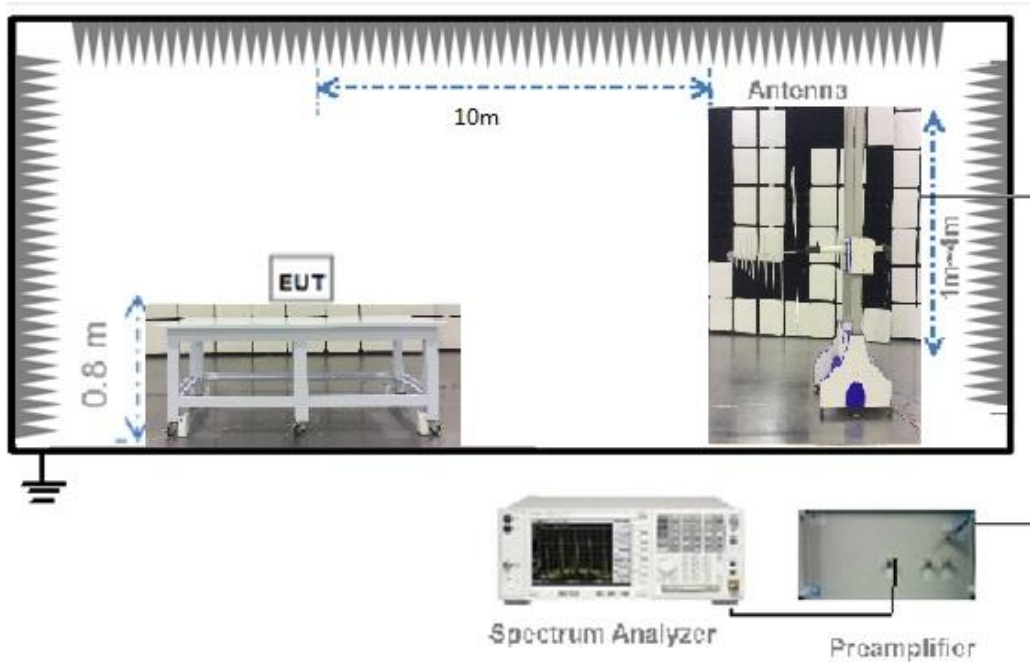 Antenna
10m
1m~4m
EUT
0.8 m
Spectrum Analyzer
Preamplifier